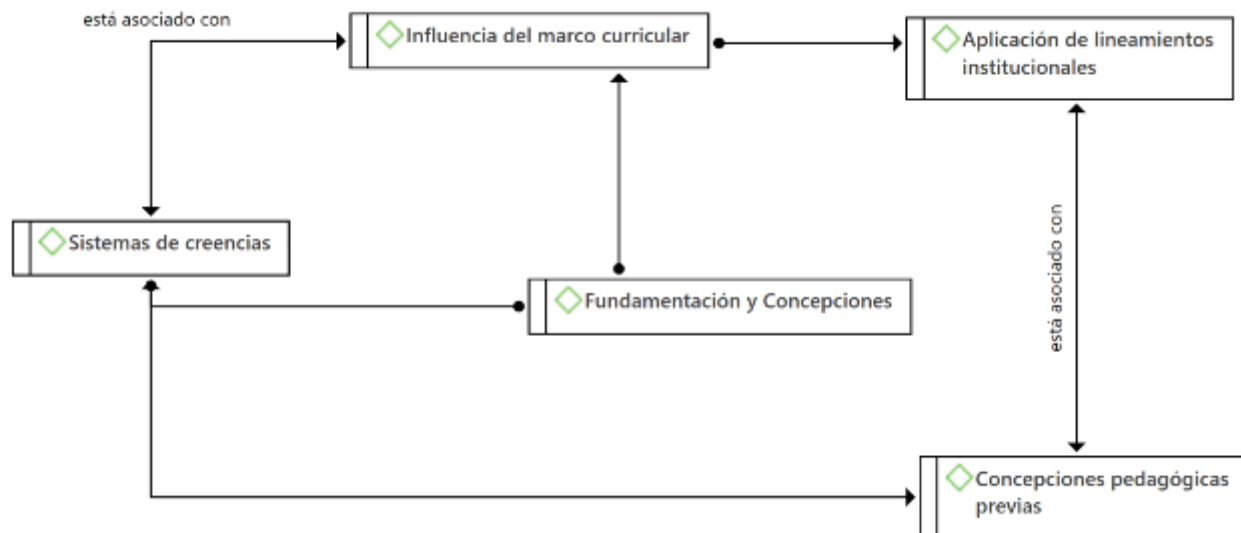 está asociado con
Influencia del marco curricular
Aplicación de lineamientos
institucionales
Sistemas de creencias
Fundamentación y Concepciones
está asociado con
Concepciones pedagógicas
previas